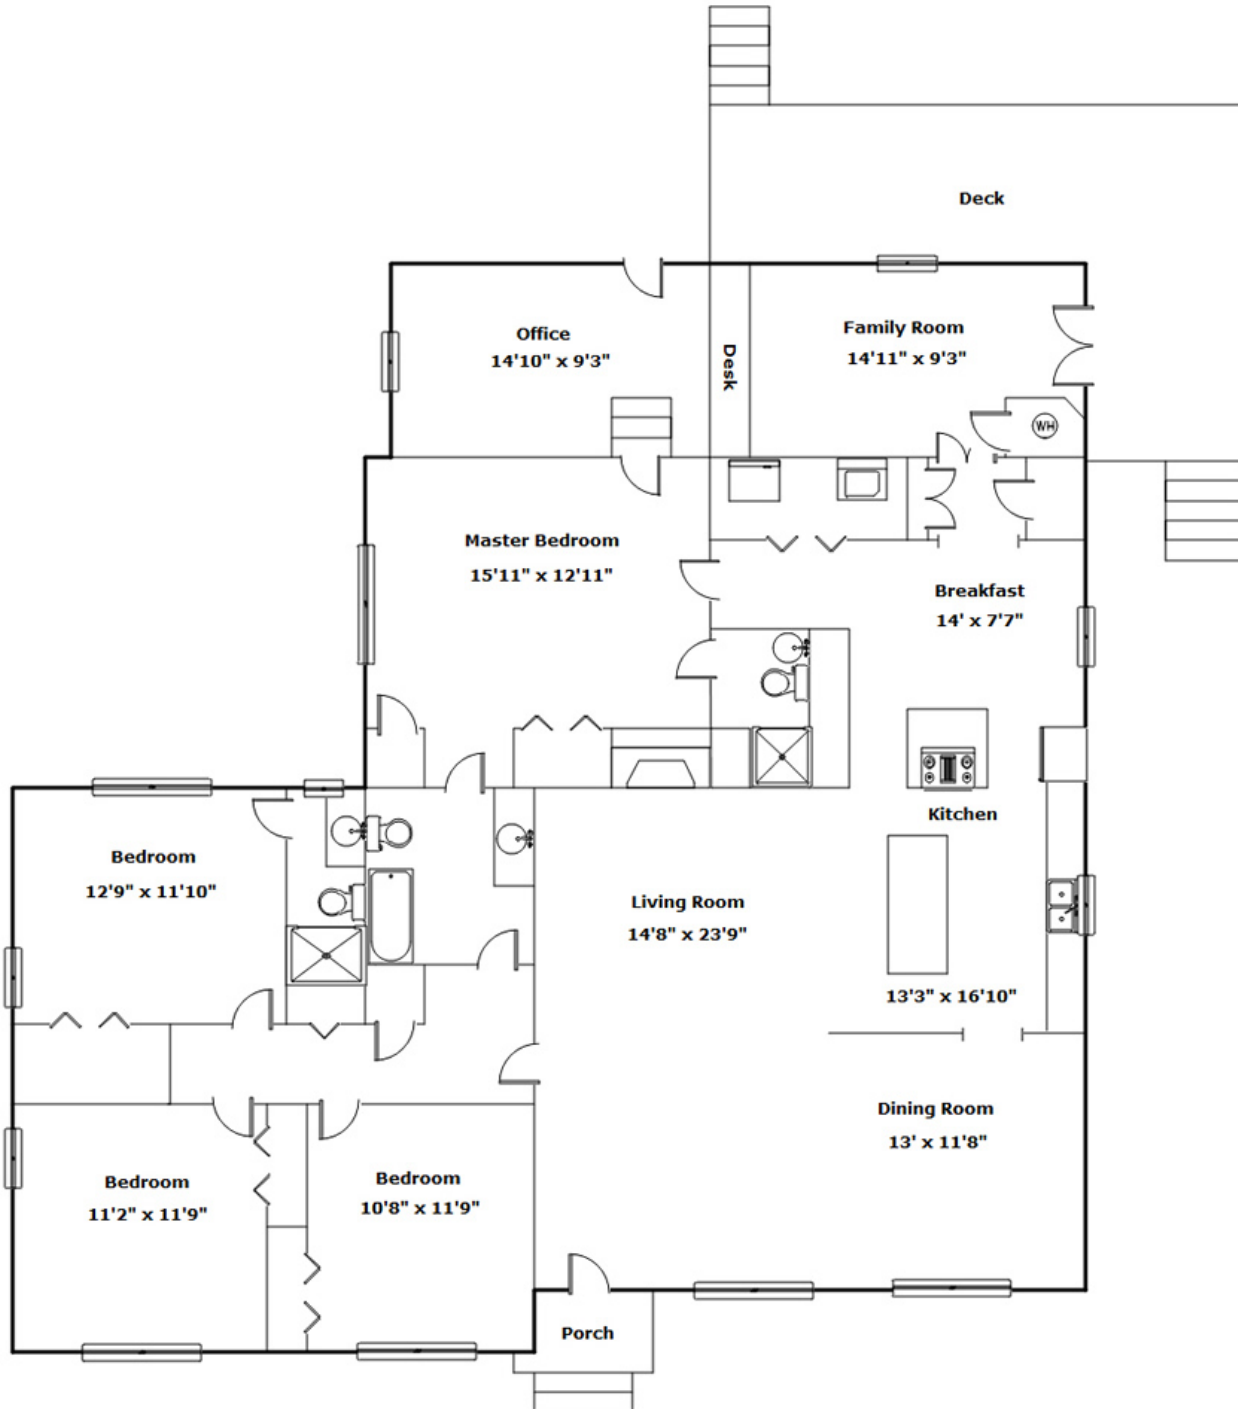 Deck
Office
14'10" x 9'3"
Desk
Family Room
14'11" x 9'3"
WH
Master Bedroom
15'11" x 12'11"
Breakfast
14' x 7'7"
Kitchen
Bedroom
12'9" x 11'10"
Living Room
14'8" x 23'9"
13'3" x 16'10"
Dining Room
13' x 11'8"
Bedroom
11'2" x 11'9"
Bedroom
10'8" x 11'9"
Porch